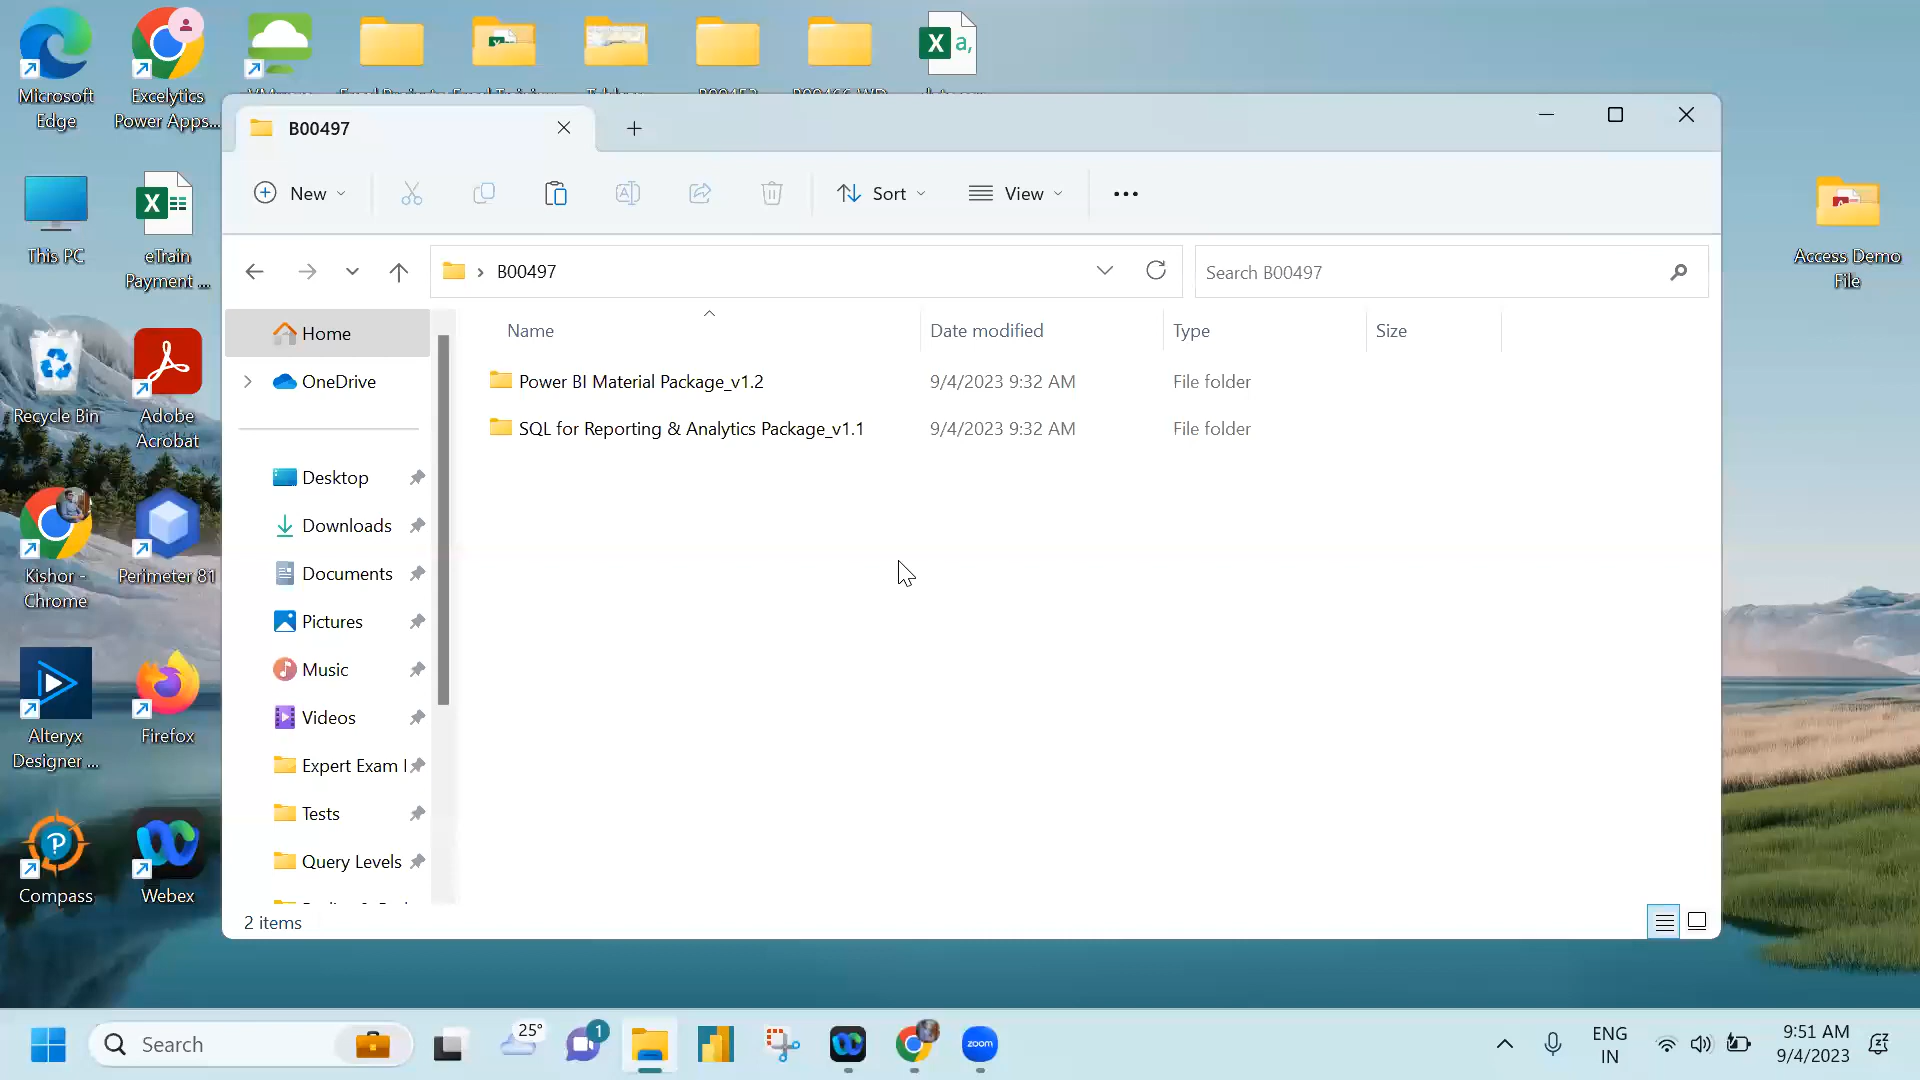 Microsoft Edge
Excelytics Power Apps...
B00497
New
Sort
View
B00497
Search B00497
This PC
eTrain Payment ...
Access Demo File
Home
OneDrive
Name
Date modified
Type
Size
Power BI Material Package_v1.2
9/4/2023 9:32 AM
File folder
SQL for Reporting & Analytics Package_v1.1
9/4/2023 9:32 AM
File folder
Recycle Bin
Adobe Acrobat
Desktop
Downloads
Documents
Pictures
Music
Videos
Expert Exam
Tests
Query Levels
Kishor - Chrome
Perimeter 81
Alteryx Designer ...
Firefox
Compass
Webex
2 items
Search
25°
1
zoom
ENG
IN
9:51 AM
9/4/2023